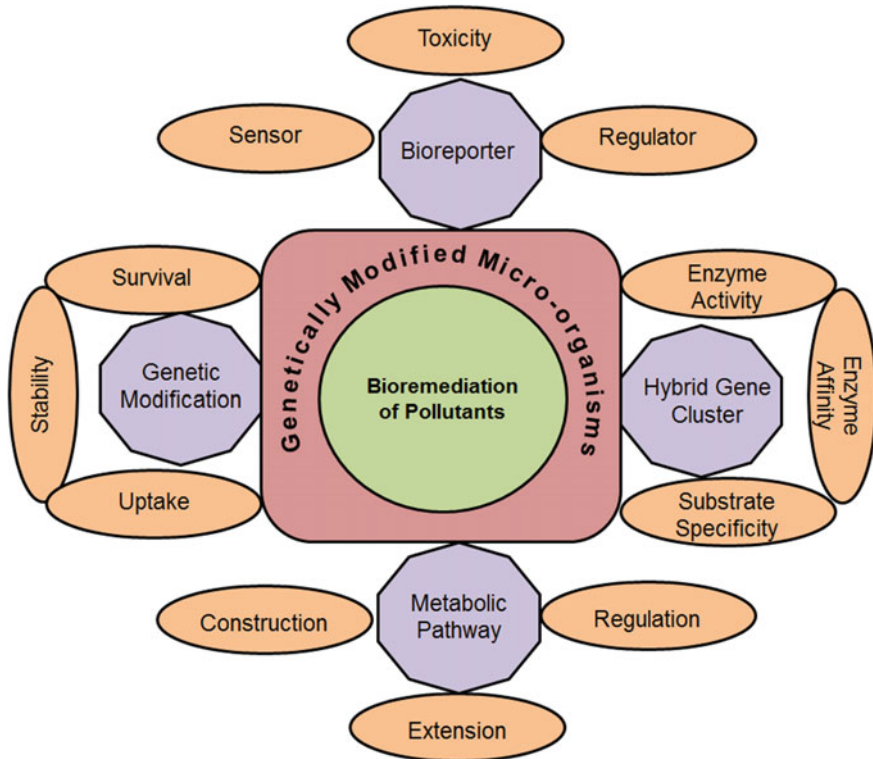 Toxicity
Sensor
Bioreporter
Regulator
Genetically Modified Micro-organisms
Survival
Stability
Genetic
Modification
Uptake
Bioremediation
of Pollutants
Enzyme
Activity
Hybrid Gene
Cluster
Enzyme
Affinity
Substrate
Specificity
Construction
Metabolic
Pathway
Regulation
Extension